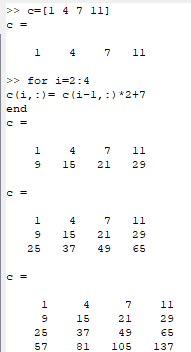 >> c=[1 4 7 11]
c =
1 4 7 11
>> for i=2:4
c(i,:)= c(i-1,:)*2+7
end
c =
1 4 7 11
9 15 21 29
c =
1 4 7 11
9 15 21 29
25 37 49 65
c =
1 4 7 11
9 15 21 29
25 37 49 65
57 81 105 137